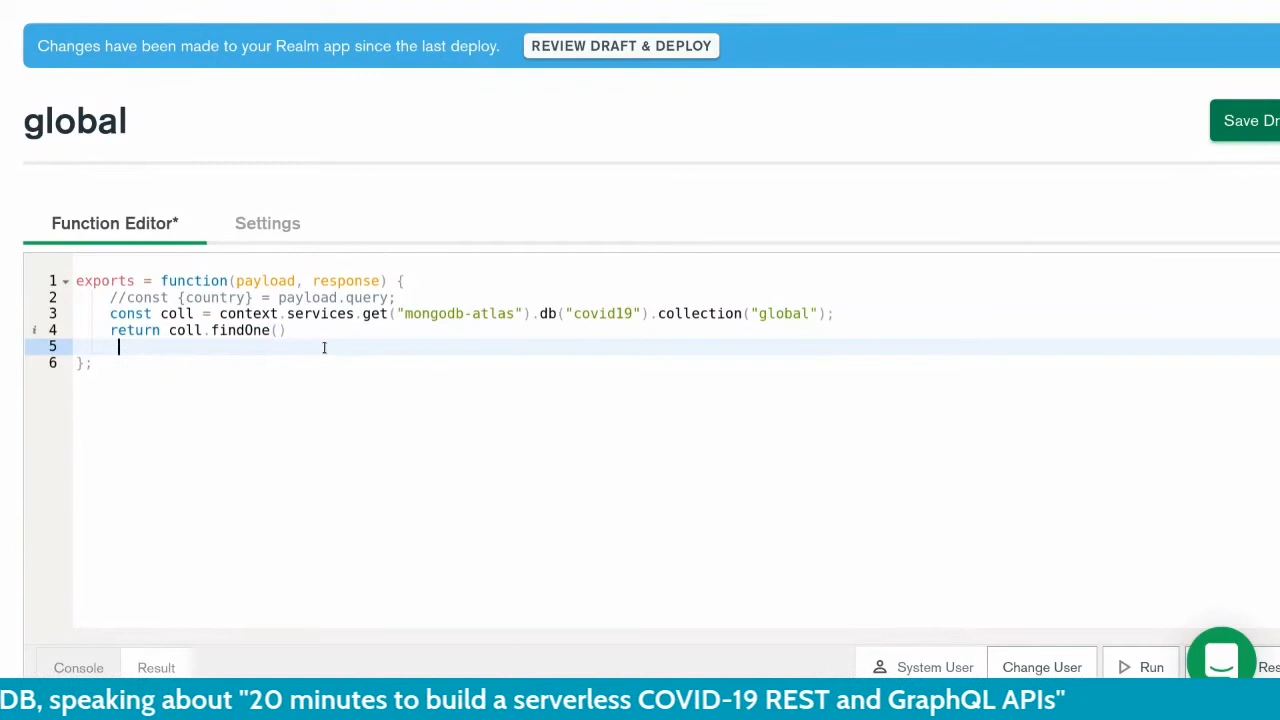 Changes have been made to your Realm app since the last deploy. REVIEW DRAFT & DEPLOY
global
Save Dr
Function Editor* Settings
1 exports = function(payload, response) {
2 //const {country} = payload.query;
3 const coll = context.services.get("mongodb-atlas").db("covid19").collection("global");
i 4 return coll.findOne()
5
6 };
Console Result System User Change User Run Res
DB, speaking about "20 minutes to build a serverless COVID-19 REST and GraphQL APIs"